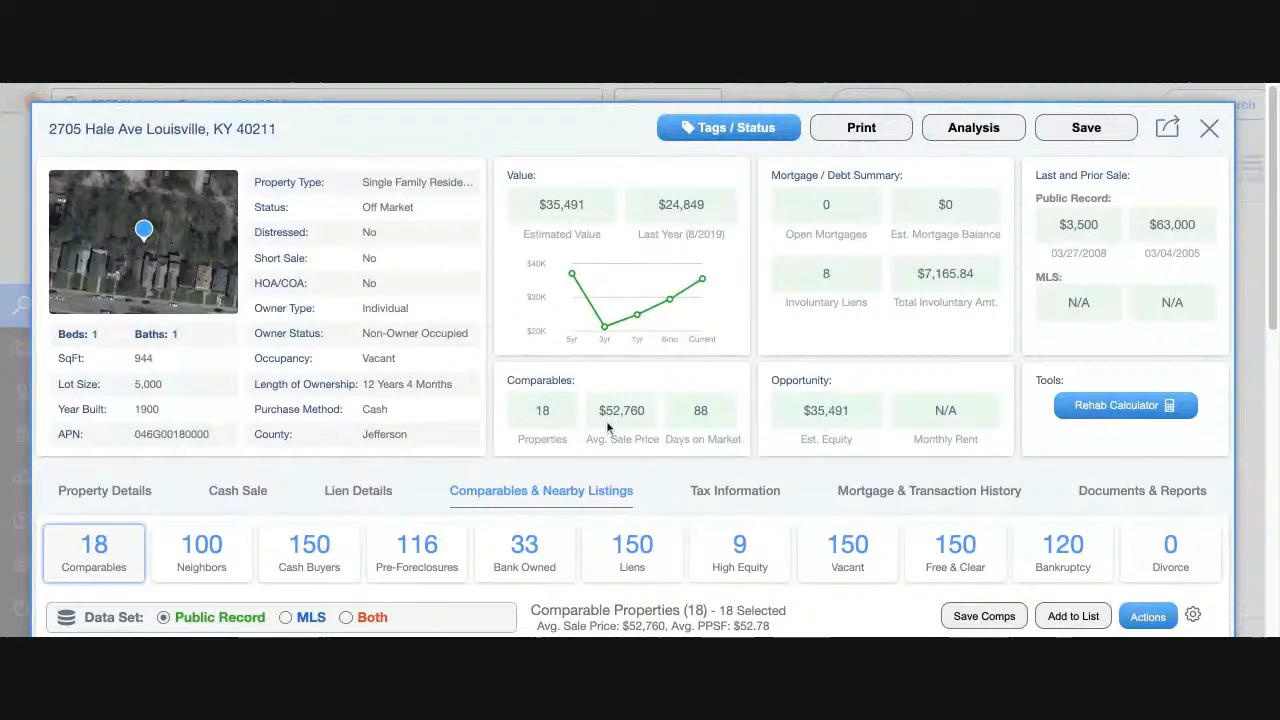 2705 Hale Ave Louisville, KY 40211
Tags / Status
Print
Analysis
Save
Property Type: Single Family Reside...
Status: Off Market
Distressed: No
Short Sale: No
HOA/COA: No
Owner Type: Individual
Owner Status: Non-Owner Occupied
Occupancy: Vacant
Length of Ownership: 12 Years 4 Months
Purchase Method: Cash
County: Jefferson
Beds: 1 Baths: 1
SqFt: 944
Lot Size: 5,000
Year Built: 1900
APN: 046G00180000
Value:
$35,491 $24,849
Estimated Value Last Year (8/2019)
$40K
$30K
$20K
5yr 3yr 1yr 6mo Current
Mortgage / Debt Summary:
0 $0
Open Mortgages Est. Mortgage Balance
8 $7,165.84
Involuntary Liens Total Involuntary Amt.
Last and Prior Sale:
Public Record:
$3,500 $63,000
03/27/2008 03/04/2005
MLS:
N/A N/A
Comparables:
18 $52,760 88
Properties Avg. Sale Price Days on Market
Opportunity:
$35,491 N/A
Est. Equity Monthly Rent
Tools:
Rehab Calculator
Property Details Cash Sale Lien Details Comparables & Nearby Listings Tax Information Mortgage & Transaction History Documents & Reports
18 100 150 116 33 150 9 150 150 120 0
Comparables Neighbors Cash Buyers Pre-Foreclosures Bank Owned Liens High Equity Vacant Free & Clear Bankruptcy Divorce
Data Set: Public Record MLS Both
Comparable Properties (18) - 18 Selected
Avg. Sale Price: $52,760, Avg. PPSF: $52.78
Save Comps
Add to List
Actions